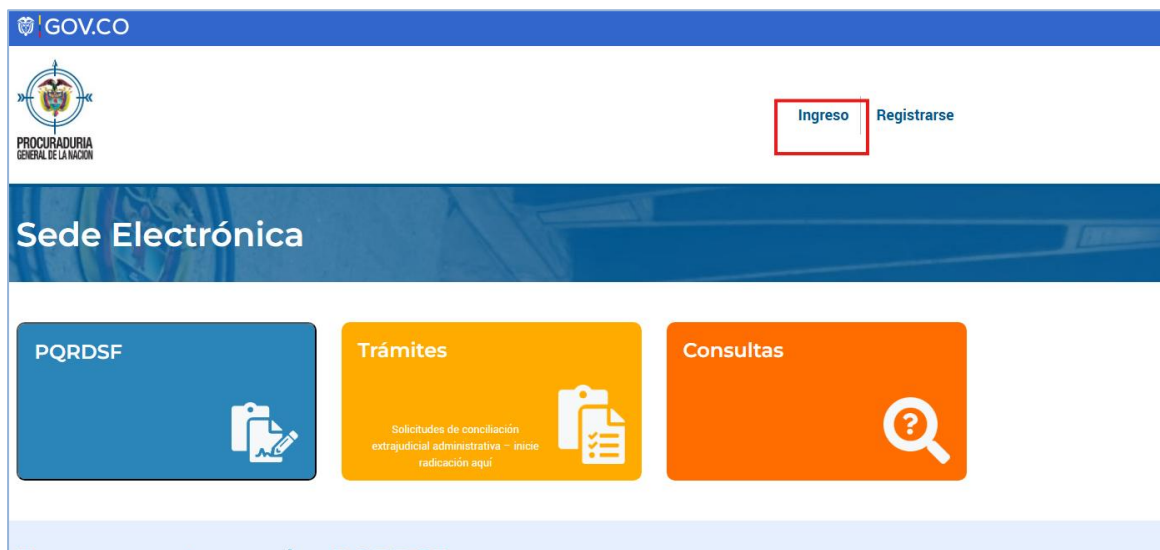 GOV.CO
PROCURADURIA
GENERAL DE LA NACION
Ingreso
Registrarse
Sede Electrónica
PQRDSF
Trámites
Solicitudes de conciliación
extrajudicial administrativa – inicie
radicación aquí
Consultas